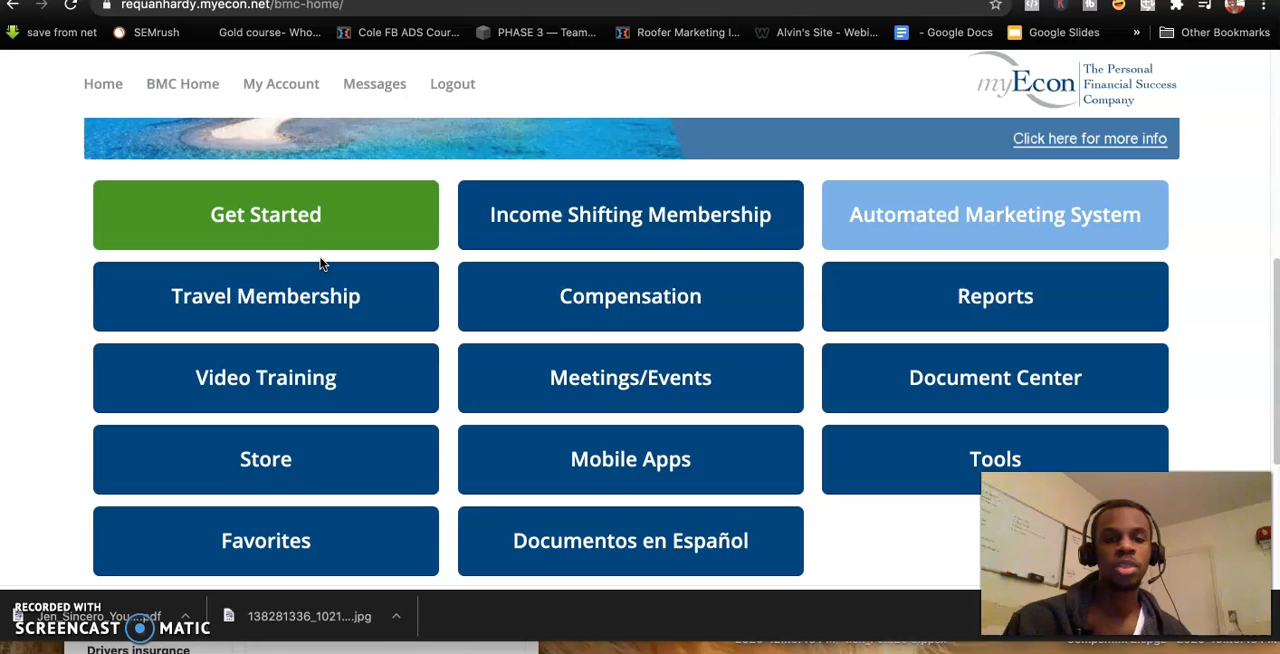 requanhardy.myecon.net/bmc-home/
save from net
SEMrush
Gold course- Who...
Cole FB ADS Cour...
PHASE 3 — Team...
Roofer Marketing I...
Alvin's Site - Webi...
- Google Docs
Google Slides
»
Other Bookmarks
Home
BMC Home
My Account
Messages
Logout
myEcon
The Personal
Financial Success
Company
Click here for more info
Get Started
Income Shifting Membership
Automated Marketing System
Travel Membership
Compensation
Reports
Video Training
Meetings/Events
Document Center
Store
Mobile Apps
Tools
Favorites
Documentos en Español
RECORDED WITH
SCREENCAST MATIC
Jen_Sincero_You_...pdf
138281336_1021....jpg
Drivers insurance